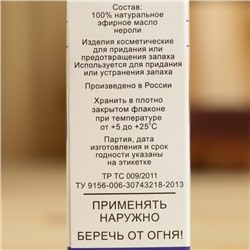 Состав:
100% натуральное
эфирное масло
нероли
Изделия косметические
для придания или
предотвращения запаха
Используется для придания
или устранения запаха
Произведено в России
Хранить в плотно
закрытом флаконе
при температуре
от +5 до +25°С
Партия, дата
изготовления и срок
годности указаны
на этикетке
ТР ТС 009/2011
ТУ 9156-006-30743218-2013
ПРИМЕНЯТЬ
НАРУЖНО
БЕРЕЧЬ ОТ ОГНЯ!